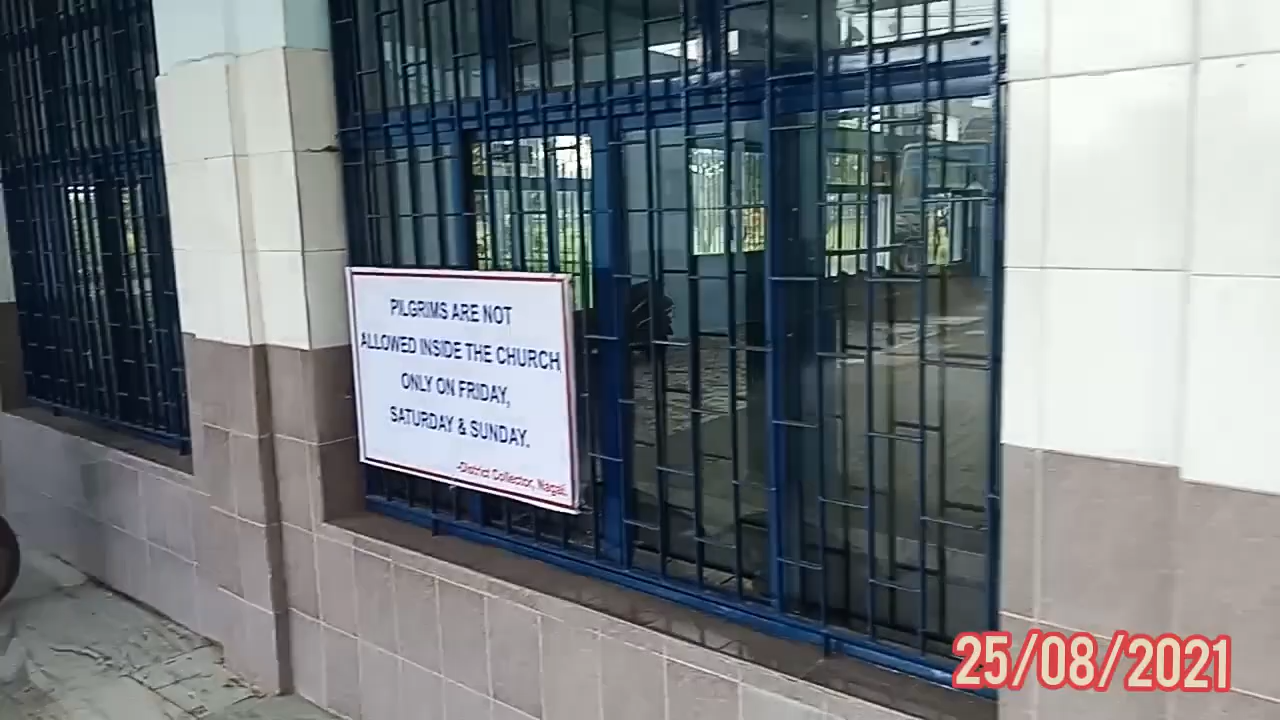 PILGRIMS ARE NOT
ALLOWED INSIDE THE CHURCH
ONLY ON FRIDAY,
SATURDAY & SUNDAY.
-District Collector, Nagai.
25/08/2021